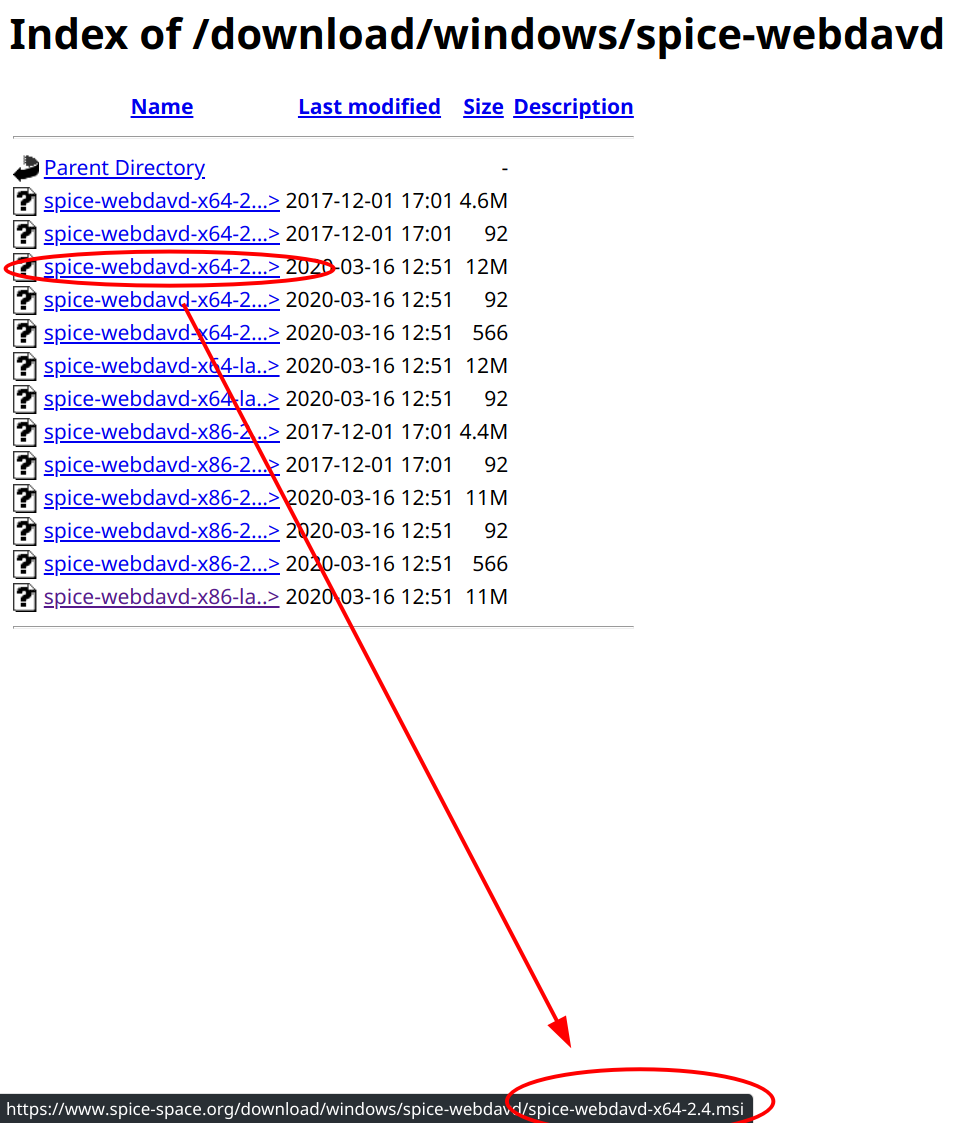 Index of /download/windows/spice-webdavd
Name Last modified Size Description
Parent Directory -
spice-webdavd-x64-2...> 2017-12-01 17:01 4.6M
spice-webdavd-x64-2...> 2017-12-01 17:01 92
spice-webdavd-x64-2...> 2020-03-16 12:51 12M
spice-webdavd-x64-2...> 2020-03-16 12:51 92
spice-webdavd-x64-2...> 2020-03-16 12:51 566
spice-webdavd-x64-la..> 2020-03-16 12:51 12M
spice-webdavd-x64-la..> 2020-03-16 12:51 92
spice-webdavd-x86-2...> 2017-12-01 17:01 4.4M
spice-webdavd-x86-2...> 2017-12-01 17:01 92
spice-webdavd-x86-2...> 2020-03-16 12:51 11M
spice-webdavd-x86-2...> 2020-03-16 12:51 92
spice-webdavd-x86-2...> 2020-03-16 12:51 566
spice-webdavd-x86-la..> 2020-03-16 12:51 11M
https://www.spice-space.org/download/windows/spice-webdavd/spice-webdavd-x64-2.4.msi